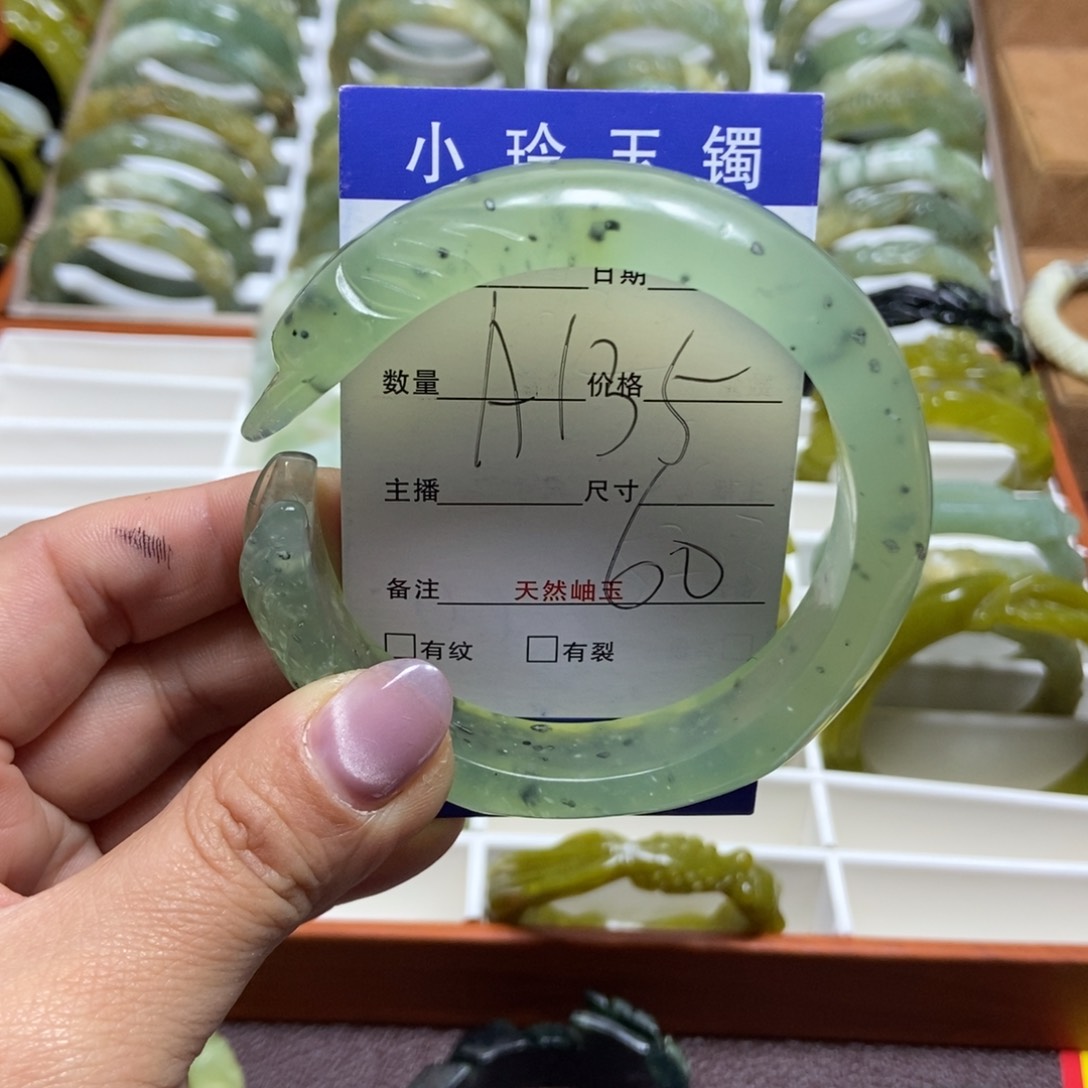 小玲玉镯
日期
A135
数量 价格
主播 尺寸
60
备注 天然岫玉
□有纹 □有裂